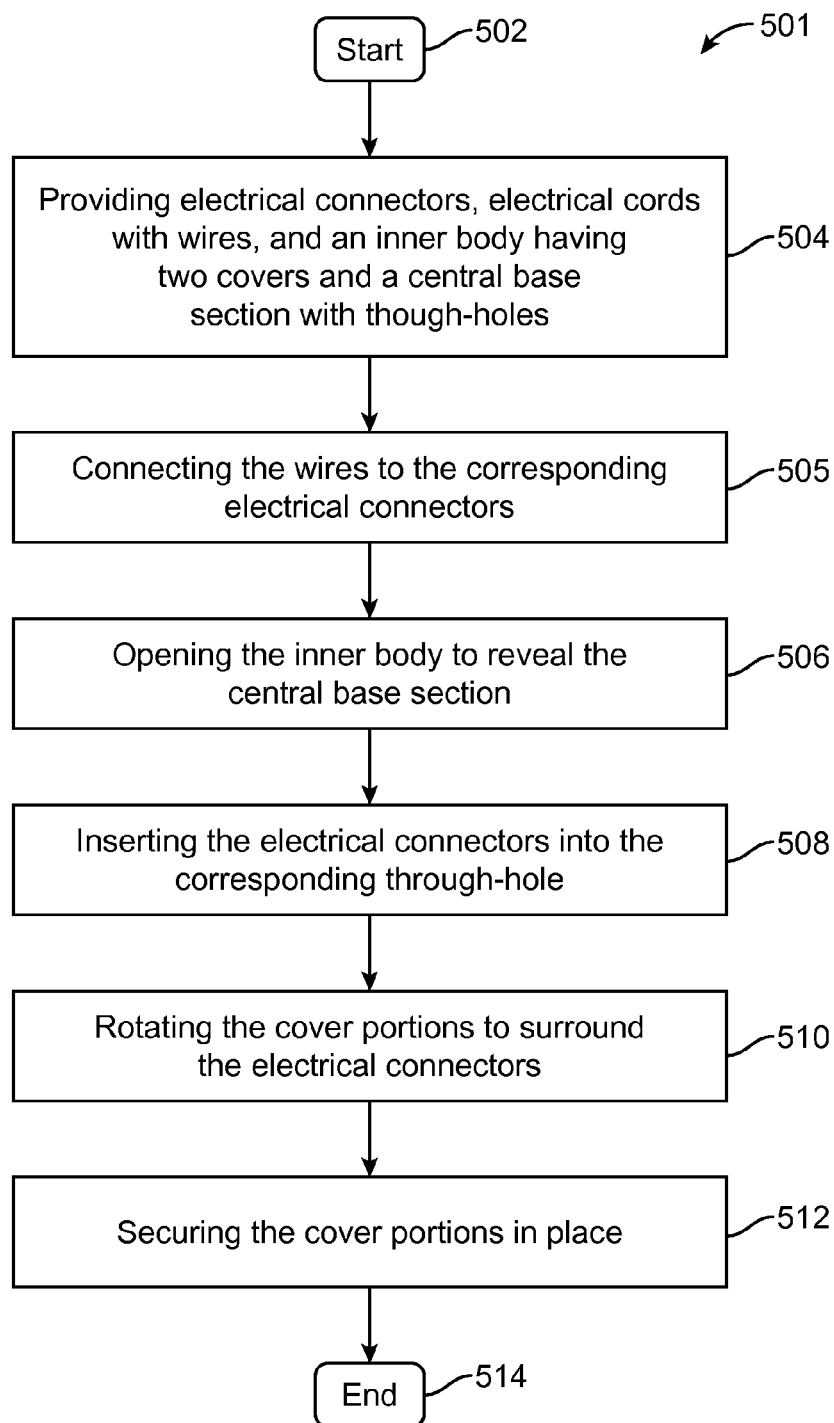 Start
502
501
Providing electrical connectors, electrical cords
with wires, and an inner body having
two covers and a central base
section with though-holes
504
Connecting the wires to the corresponding
electrical connectors
505
Opening the inner body to reveal the
central base section
506
Inserting the electrical connectors into the
corresponding through-hole
508
Rotating the cover portions to surround
the electrical connectors
510
Securing the cover portions in place
512
End
514